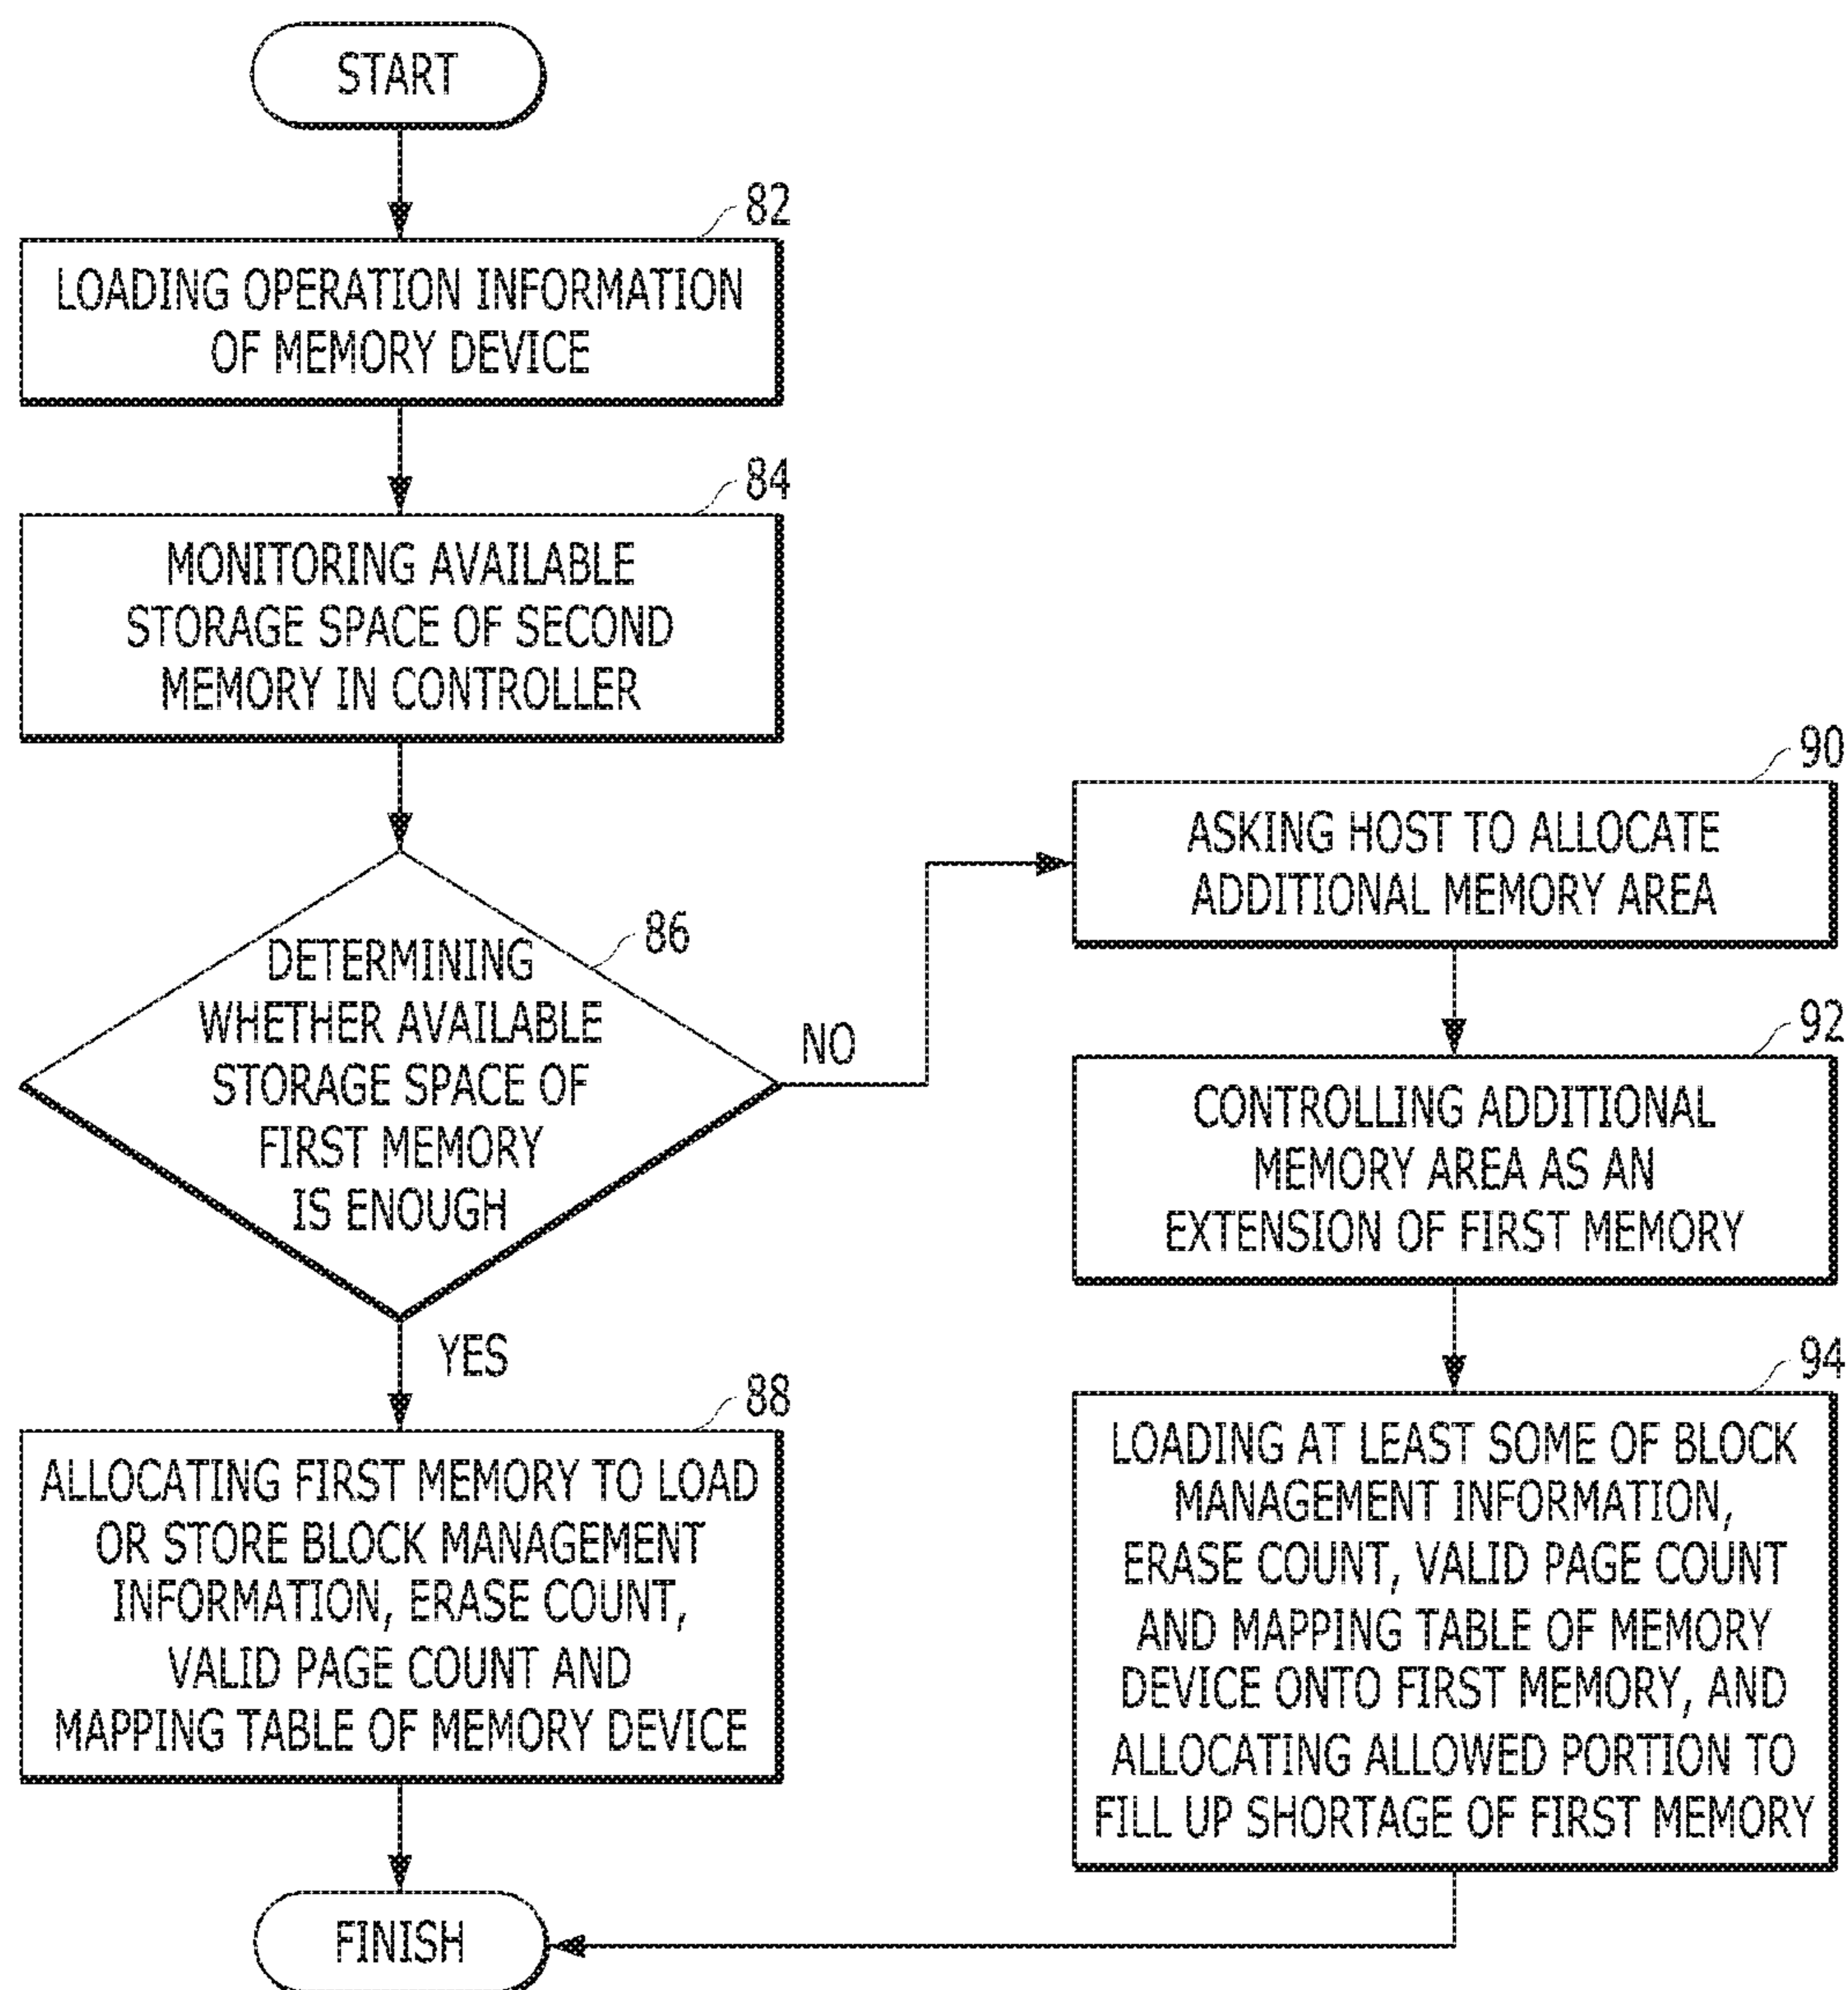 START
82
LOADING OPERATION INFORMATION
OF MEMORY DEVICE
84
MONITORING AVAILABLE
STORAGE SPACE OF SECOND
MEMORY IN CONTROLLER
86
DETERMINING
WHETHER AVAILABLE
STORAGE SPACE OF
FIRST MEMORY
IS ENOUGH
NO
YES
88
ALLOCATING FIRST MEMORY TO LOAD
OR STORE BLOCK MANAGEMENT
INFORMATION, ERASE COUNT,
VALID PAGE COUNT AND
MAPPING TABLE OF MEMORY DEVICE
90
ASKING HOST TO ALLOCATE
ADDITIONAL MEMORY AREA
92
CONTROLLING ADDITIONAL
MEMORY AREA AS AN
EXTENSION OF FIRST MEMORY
94
LOADING AT LEAST SOME OF BLOCK
MANAGEMENT INFORMATION,
ERASE COUNT, VALID PAGE COUNT
AND MAPPING TABLE OF MEMORY
DEVICE ONTO FIRST MEMORY, AND
ALLOCATING ALLOWED PORTION TO
FILL UP SHORTAGE OF FIRST MEMORY
FINISH